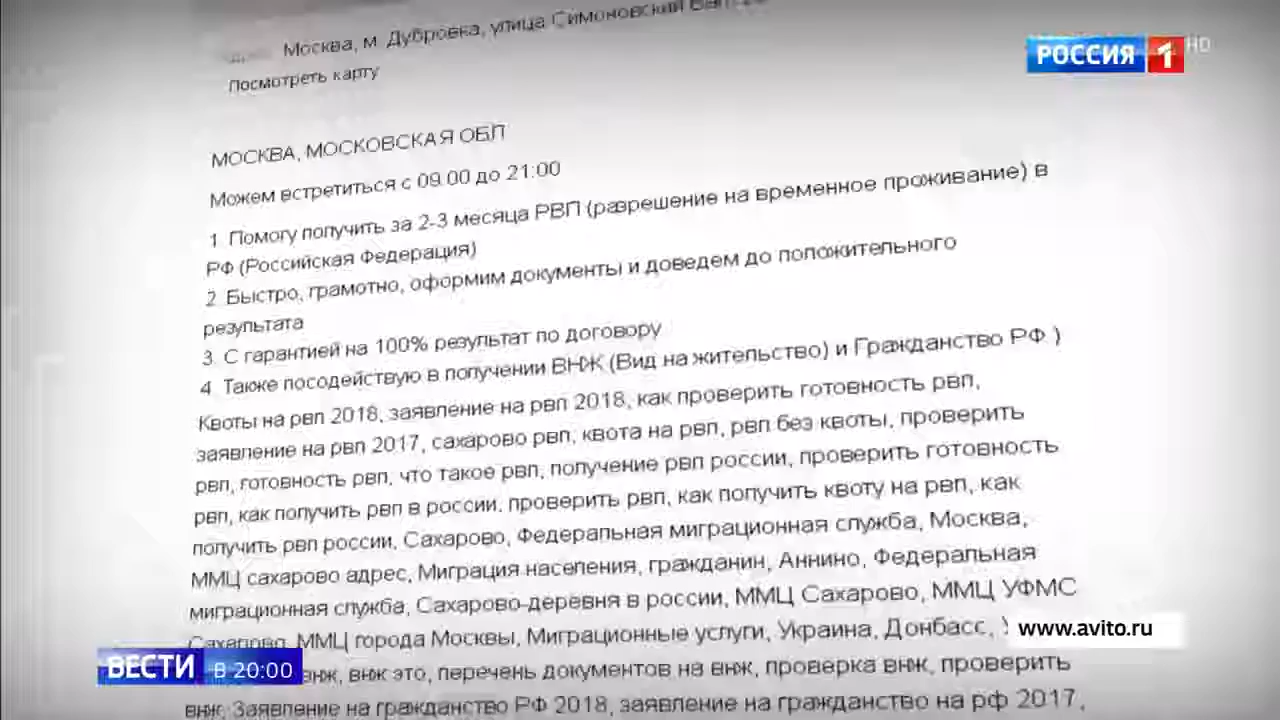 Москва, м. Дубровка, улица Симоновский Вал
Посмотреть карту
РОССИЯ 1 HD
МОСКВА, МОСКОВСКАЯ ОБЛ
Можем встретиться с 09.00 до 21:00
1. Помогу получить за 2-3 месяца РВП (разрешение на временное проживание) в
РФ (Российская Федерация)
2. Быстро, грамотно, оформим документы и доведем до положительного
результата
3. С гарантией на 100% результат по договору
4. Также посодействую в получении ВНЖ (Вид на жительство) и Гражданство РФ )
Квоты на рвп 2018, заявление на рвп 2018, как проверить готовность рвп,
заявление на рвп 2017, сахарово рвп, квота на рвп, рвп без квоты, проверить
рвп, готовность рвп, что такое рвп, получение рвп россии, проверить готовность
рвп, как получить рвп в россии, проверить рвп, как получить квоту на рвп, как
получить рвп россии, Сахарово, Федеральная миграционная служба, Москва,
ММЦ сахарово адрес, Миграция населения, гражданин, Аннино, Федеральная
миграционная служба, Сахарово-деревня в россии, ММЦ Сахарово, ММЦ УФМС
Сахарово, ММЦ города Москвы, Миграционные услуги, Украина, Донбасс,
www.avito.ru
ВЕСТИ В 20:00
внж, внж это, перечень документов на внж, проверка внж, проверить
внж, Заявление на гражданство РФ 2018, заявление на гражданство на рф 2017,